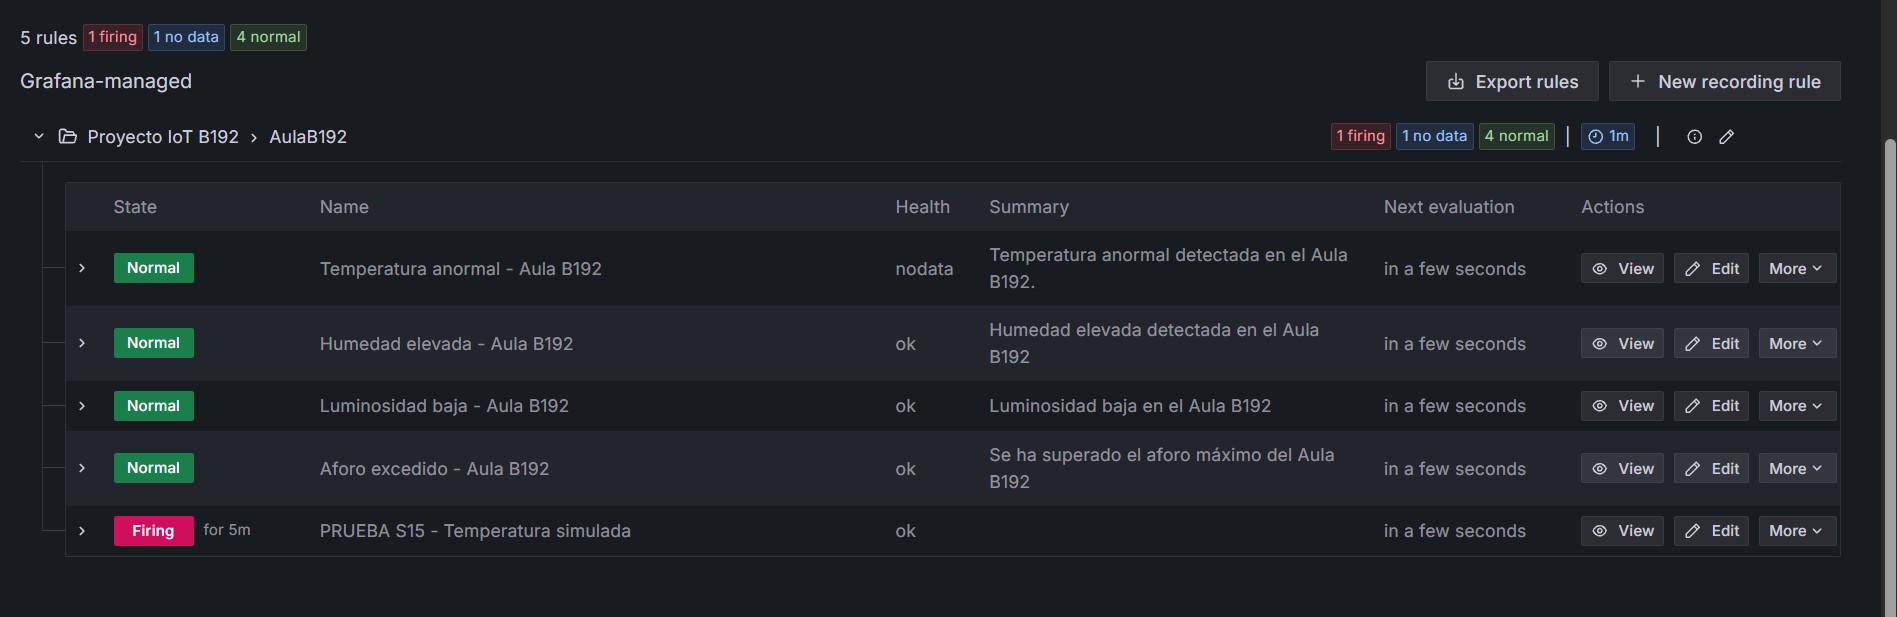 5 rules 1 firing 1 no data 4 normal
Grafana-managed
Export rules
New recording rule
Proyecto IoT B192 > AulaB192
1 firing 1 no data 4 normal | 1m |
State Name Health Summary Next evaluation Actions
Normal Temperatura anormal - Aula B192 nodata Temperatura anormal detectada en el Aula
B192. in a few seconds View Edit More
Normal Humedad elevada - Aula B192 ok Humedad elevada detectada en el Aula
B192 in a few seconds View Edit More
Normal Luminosidad baja - Aula B192 ok Luminosidad baja en el Aula B192 in a few seconds View Edit More
Normal Aforo excedido - Aula B192 ok Se ha superado el aforo máximo del Aula
B192 in a few seconds View Edit More
Firing for 5m PRUEBA S15 - Temperatura simulada ok in a few seconds View Edit More